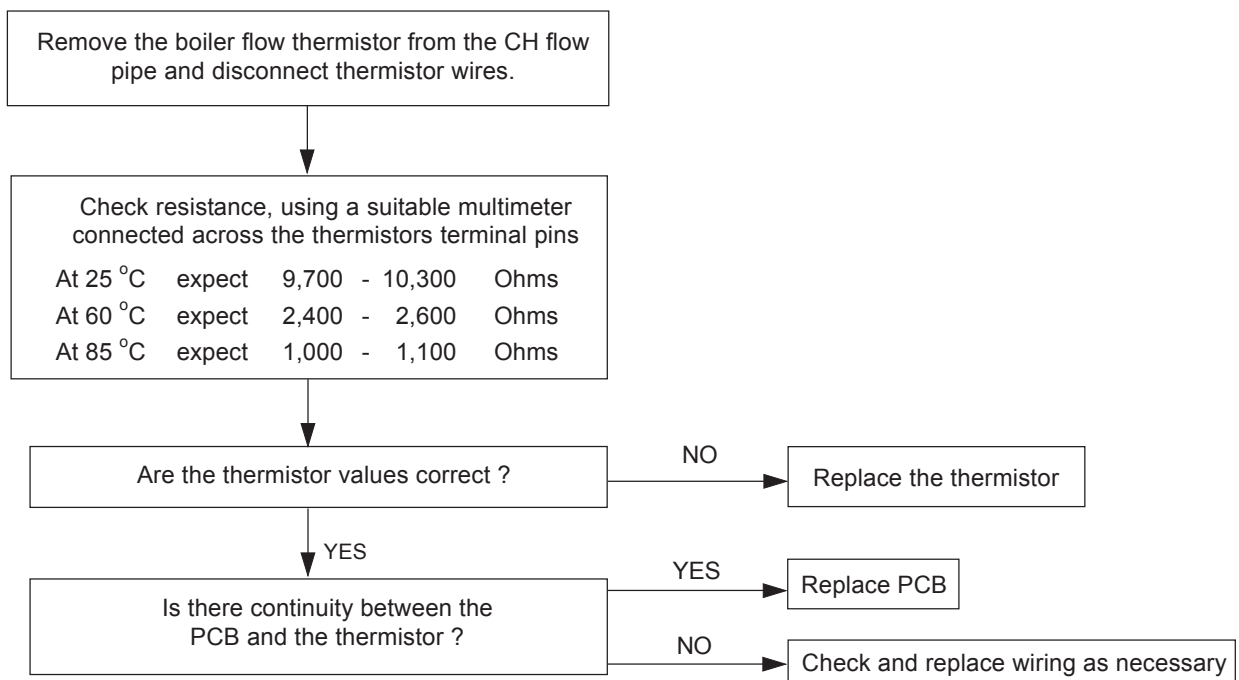 Remove the boiler flow thermistor from the CH flow
pipe and disconnect thermistor wires.
Check resistance, using a suitable multimeter
connected across the thermistors terminal pins
At 25 °C expect 9,700 - 10,300 Ohms
At 60 °C expect 2,400 - 2,600 Ohms
At 85 °C expect 1,000 - 1,100 Ohms
Are the thermistor values correct ?
NO
Replace the thermistor
YES
Is there continuity between the
PCB and the thermistor ?
YES
Replace PCB
NO
Check and replace wiring as necessary